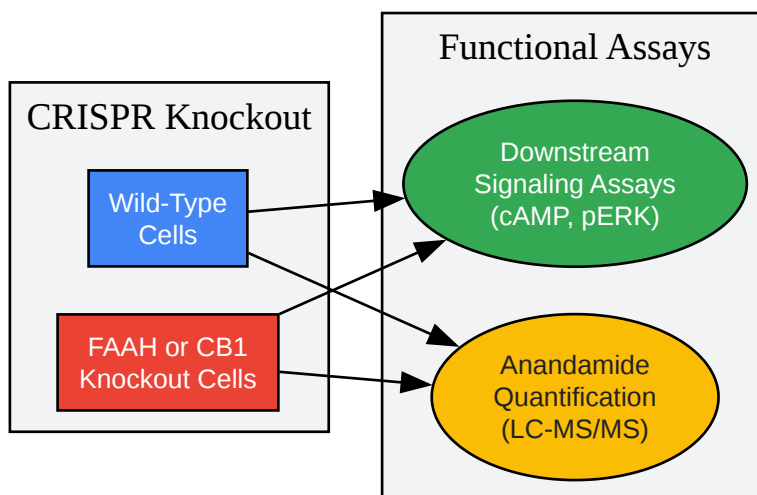 CRISPR Knockout
Wild-Type
Cells
FAAH or CB1
Knockout Cells
Functional Assays
Downstream
Signaling Assays
(cAMP, pERK)
Anandamide
Quantification
(LC-MS/MS)